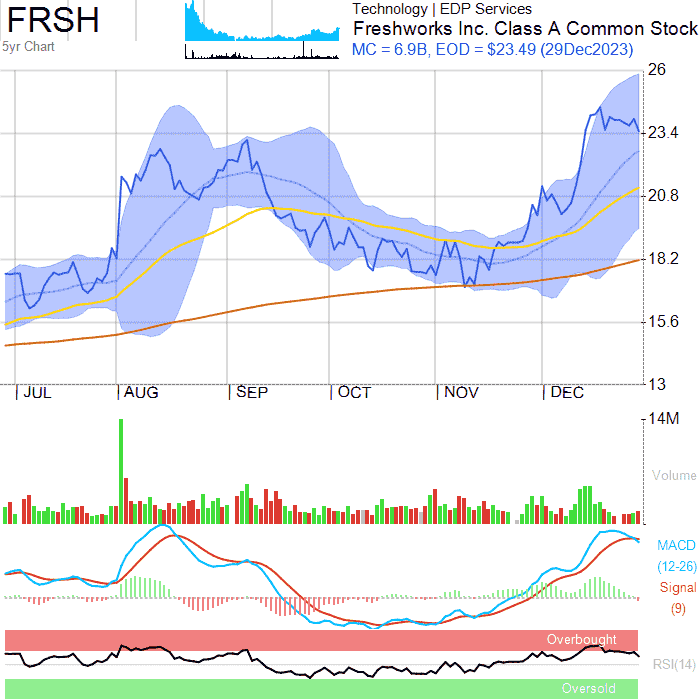 FRSH
5yr Chart
Technology | EDP Services
Freshworks Inc. Class A Common Stock
MC = 6.9B, EOD = $23.49 (29Dec2023)
26
23.4
20.8
18.2
15.6
13
JUL AUG SEP OCT NOV DEC
14M
Volume
MACD
(12-26)
Signal
(9)
Overbought
RSI(14)
Oversold